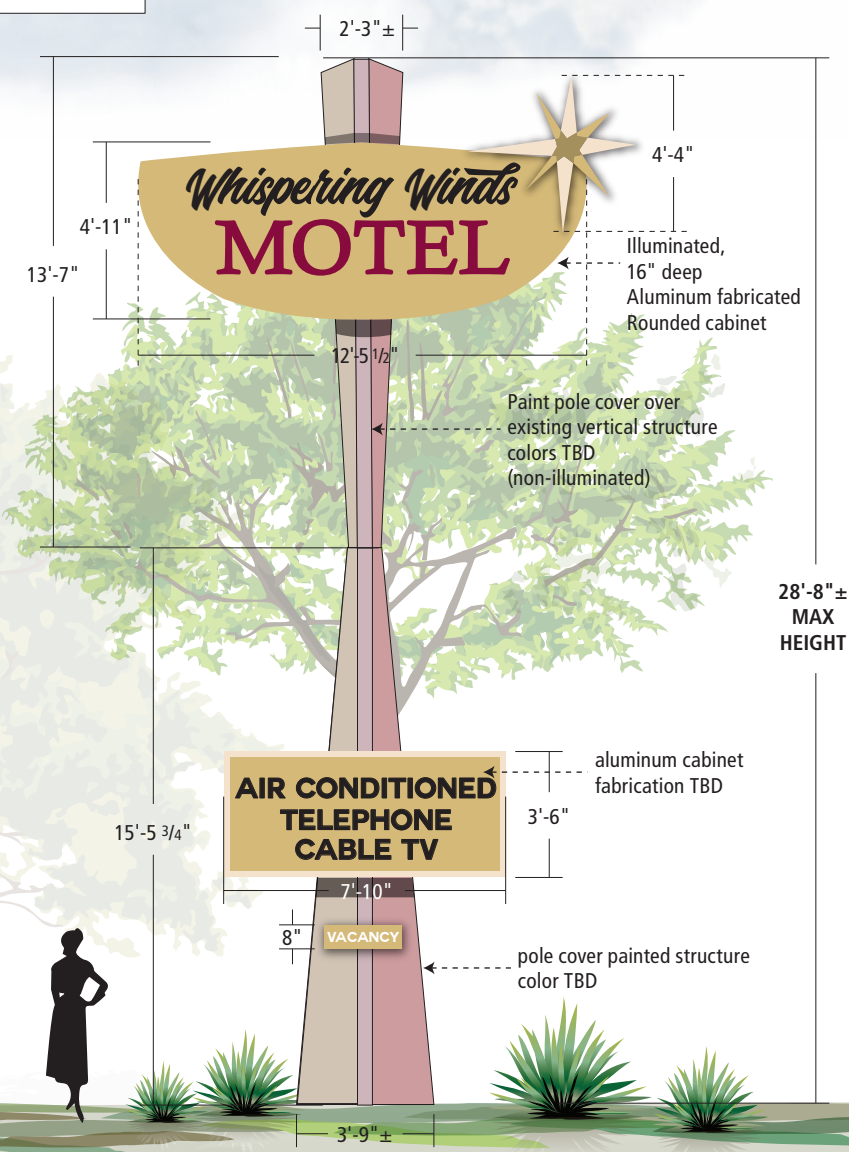 2'-3"±
Whispering Winds
MOTEL
4'-4"
4'-11"
13'-7"
Illuminated,
16" deep
Aluminum fabricated
Rounded cabinet
12'-5 1/2"
Paint pole cover over
existing vertical structure
colors TBD
(non-illuminated)
28'-8"±
MAX
HEIGHT
aluminum cabinet
fabrication TBD
AIR CONDITIONED
TELEPHONE
CABLE TV
3'-6"
15'-5 3/4"
7'-10"
8"
VACANCY
pole cover painted structure
color TBD
3'-9"±